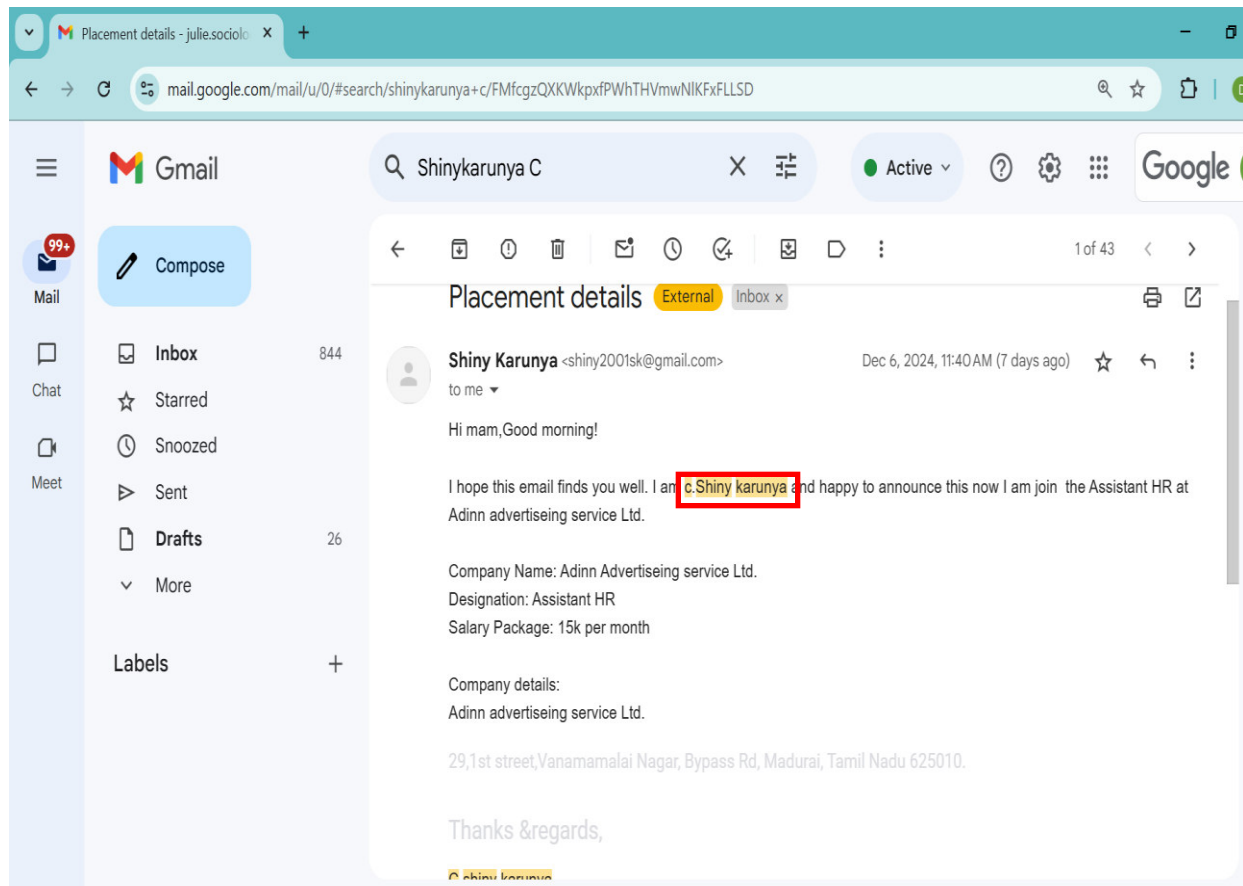 Placement details - julie.sociolo
mail.google.com/mail/u/0/#search/shinykarunya+c/FMfcgzQXKWkpxfPWhTHVmwNlKFxFLLSD
Gmail
Shinykarunya C
Active
Google
99+
Mail
Compose
1 of 43
Placement details External Inbox x
Chat
Meet
Inbox 844
Starred
Snoozed
Sent
Drafts 26
More
Labels
Shiny Karunya <shiny2001sk@gmail.com> Dec 6, 2024, 11:40 AM (7 days ago)
to me
Hi mam,Good morning!
I hope this email finds you well. I am c.Shiny karunya and happy to announce this now I am join the Assistant HR at
Adinn advertiseing service Ltd.
Company Name: Adinn Advertiseing service Ltd.
Designation: Assistant HR
Salary Package: 15k per month
Company details:
Adinn advertiseing service Ltd.
29,1st street,Vanamamalai Nagar, Bypass Rd, Madurai, Tamil Nadu 625010.
Thanks &regards,
C shiny karunya